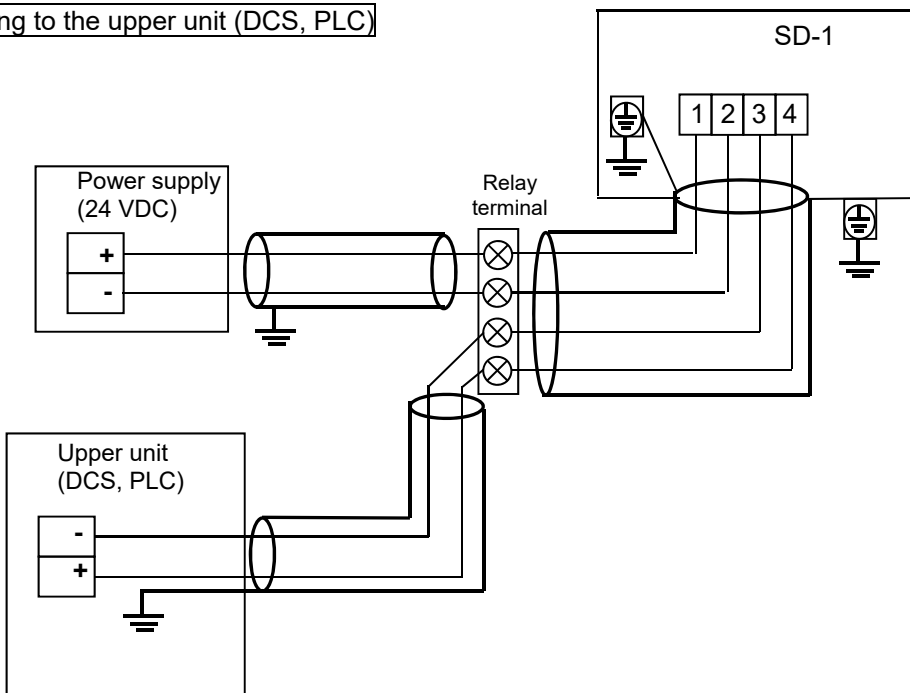 ng to the upper unit (DCS, PLC)
SD-1
1 2 3 4
Power supply
(24 VDC)
+
-
Relay
terminal
Upper unit
(DCS, PLC)
-
+